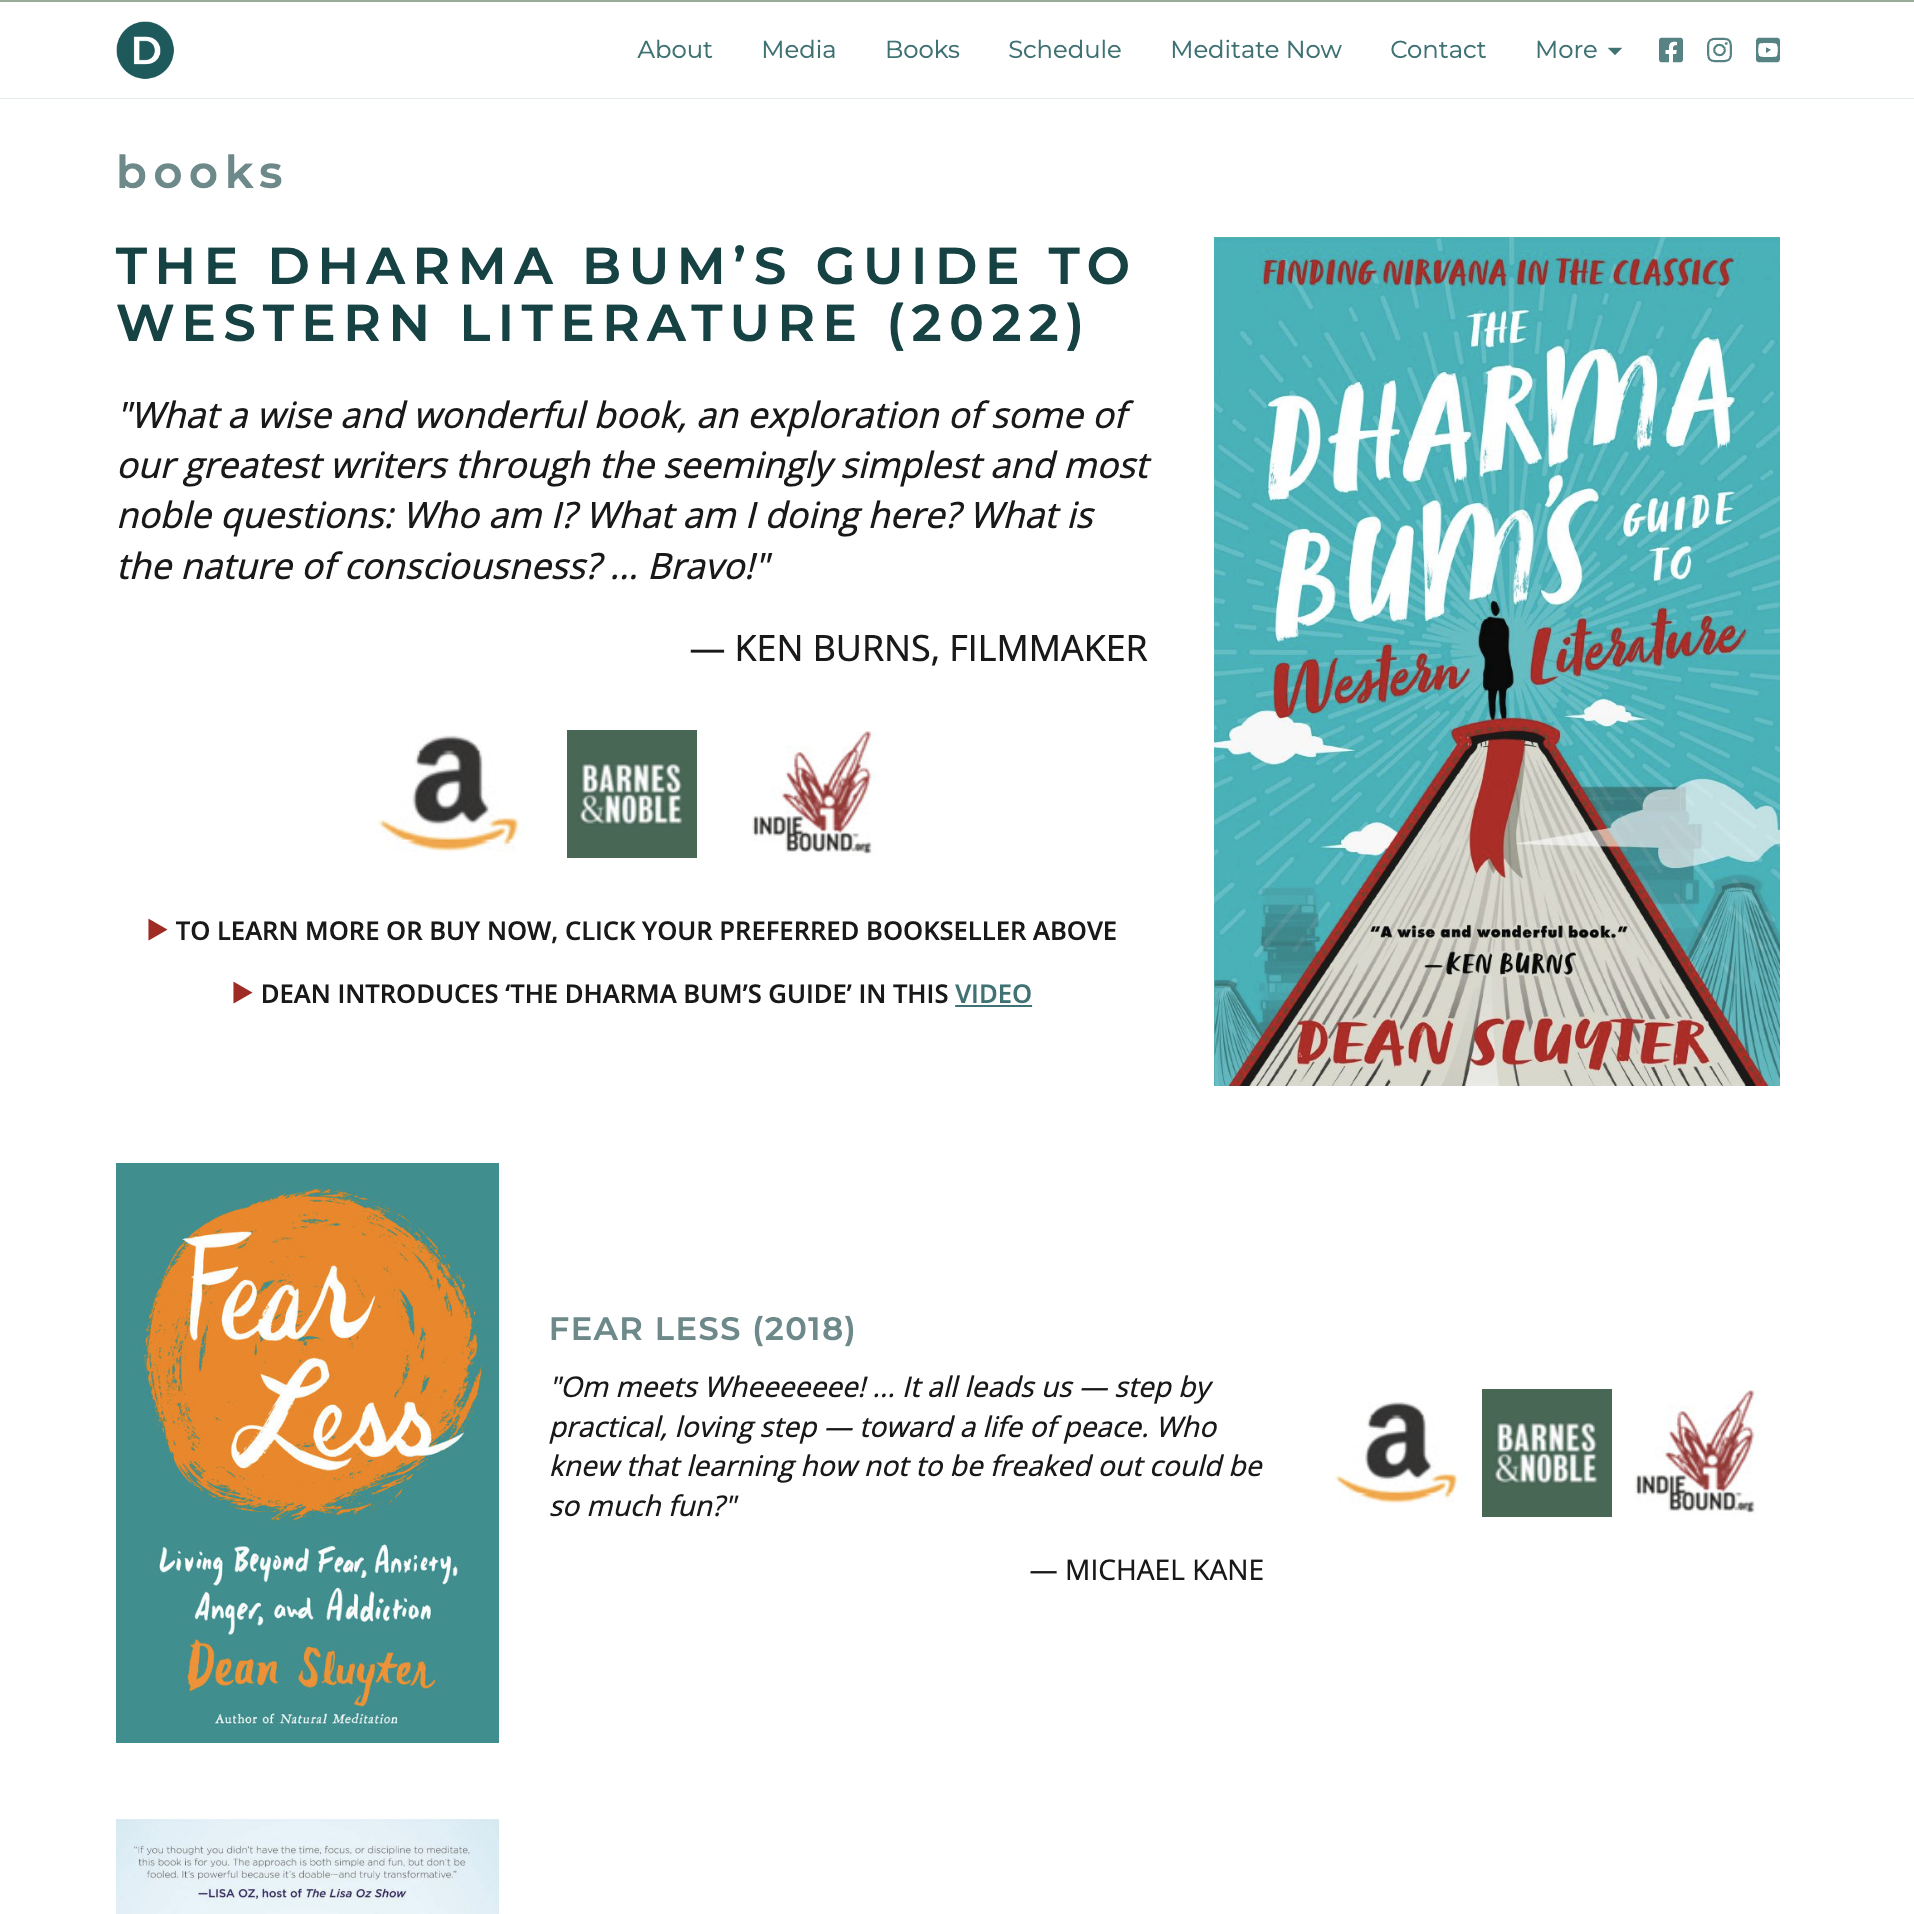 D
About Media Books Schedule Meditate Now Contact More
books
THE DHARMA BUM’S GUIDE TO
WESTERN LITERATURE (2022)
"What a wise and wonderful book, an exploration of some of
our greatest writers through the seemingly simplest and most
noble questions: Who am I? What am I doing here? What is
the nature of consciousness? ... Bravo!"
— KEN BURNS, FILMMAKER
a
BARNES
&NOBLE
INDIE
BOUND.org
TO LEARN MORE OR BUY NOW, CLICK YOUR PREFERRED BOOKSELLER ABOVE
DEAN INTRODUCES ‘THE DHARMA BUM’S GUIDE’ IN THIS VIDEO
FINDING NIRVANA IN THE CLASSICS
THE
DHARMA
BUM'S
GUIDE
TO
Western Literature
“A wise and wonderful book.”
—KEN BURNS
DEAN SLUYTER
Fear
Less
Living Beyond Fear, Anxiety,
Anger, and Addiction
Dean Sluyter
Author of Natural Meditation
FEAR LESS (2018)
"Om meets Wheeeeeee! ... It all leads us — step by
practical, loving step — toward a life of peace. Who
knew that learning how not to be freaked out could be
so much fun?"
— MICHAEL KANE
a
BARNES
&NOBLE
INDIE
BOUND.org
“If you thought you didn’t have the time, focus, or discipline to meditate,
this book is for you. The approach is both simple and fun, but don’t be
fooled. It’s powerful because it’s doable—and truly transformative.”
—LISA OZ, host of The Lisa Oz Show